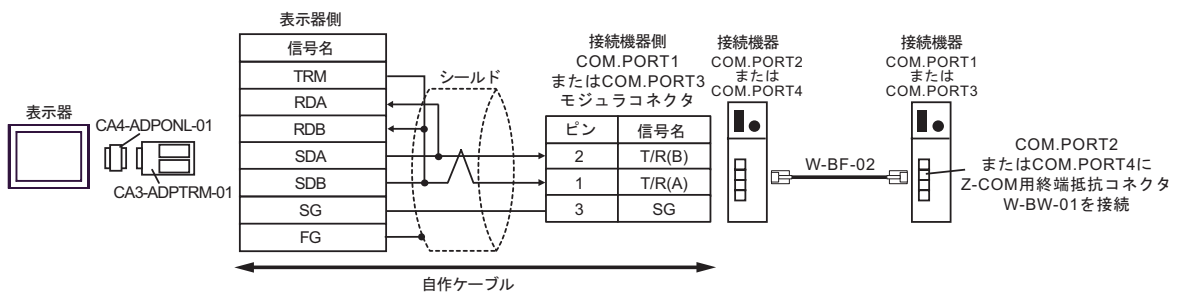 表示器
CA4-ADPONL-01
CA3-ADPTRM-01
表示器側
信号名
TRM
RDA
RDB
SDA
SDB
SG
FG
シールド
接続機器側
COM.PORT1
またはCOM.PORT3
モジュラコネクタ
ピン 信号名
2 T/R(B)
1 T/R(A)
3 SG
自作ケーブル
接続機器
COM.PORT2
または
COM.PORT4
W-BF-02
接続機器
COM.PORT1
または
COM.PORT3
COM.PORT2
またはCOM.PORT4に
Z-COM用終端抵抗コネクタ
W-BW-01を接続